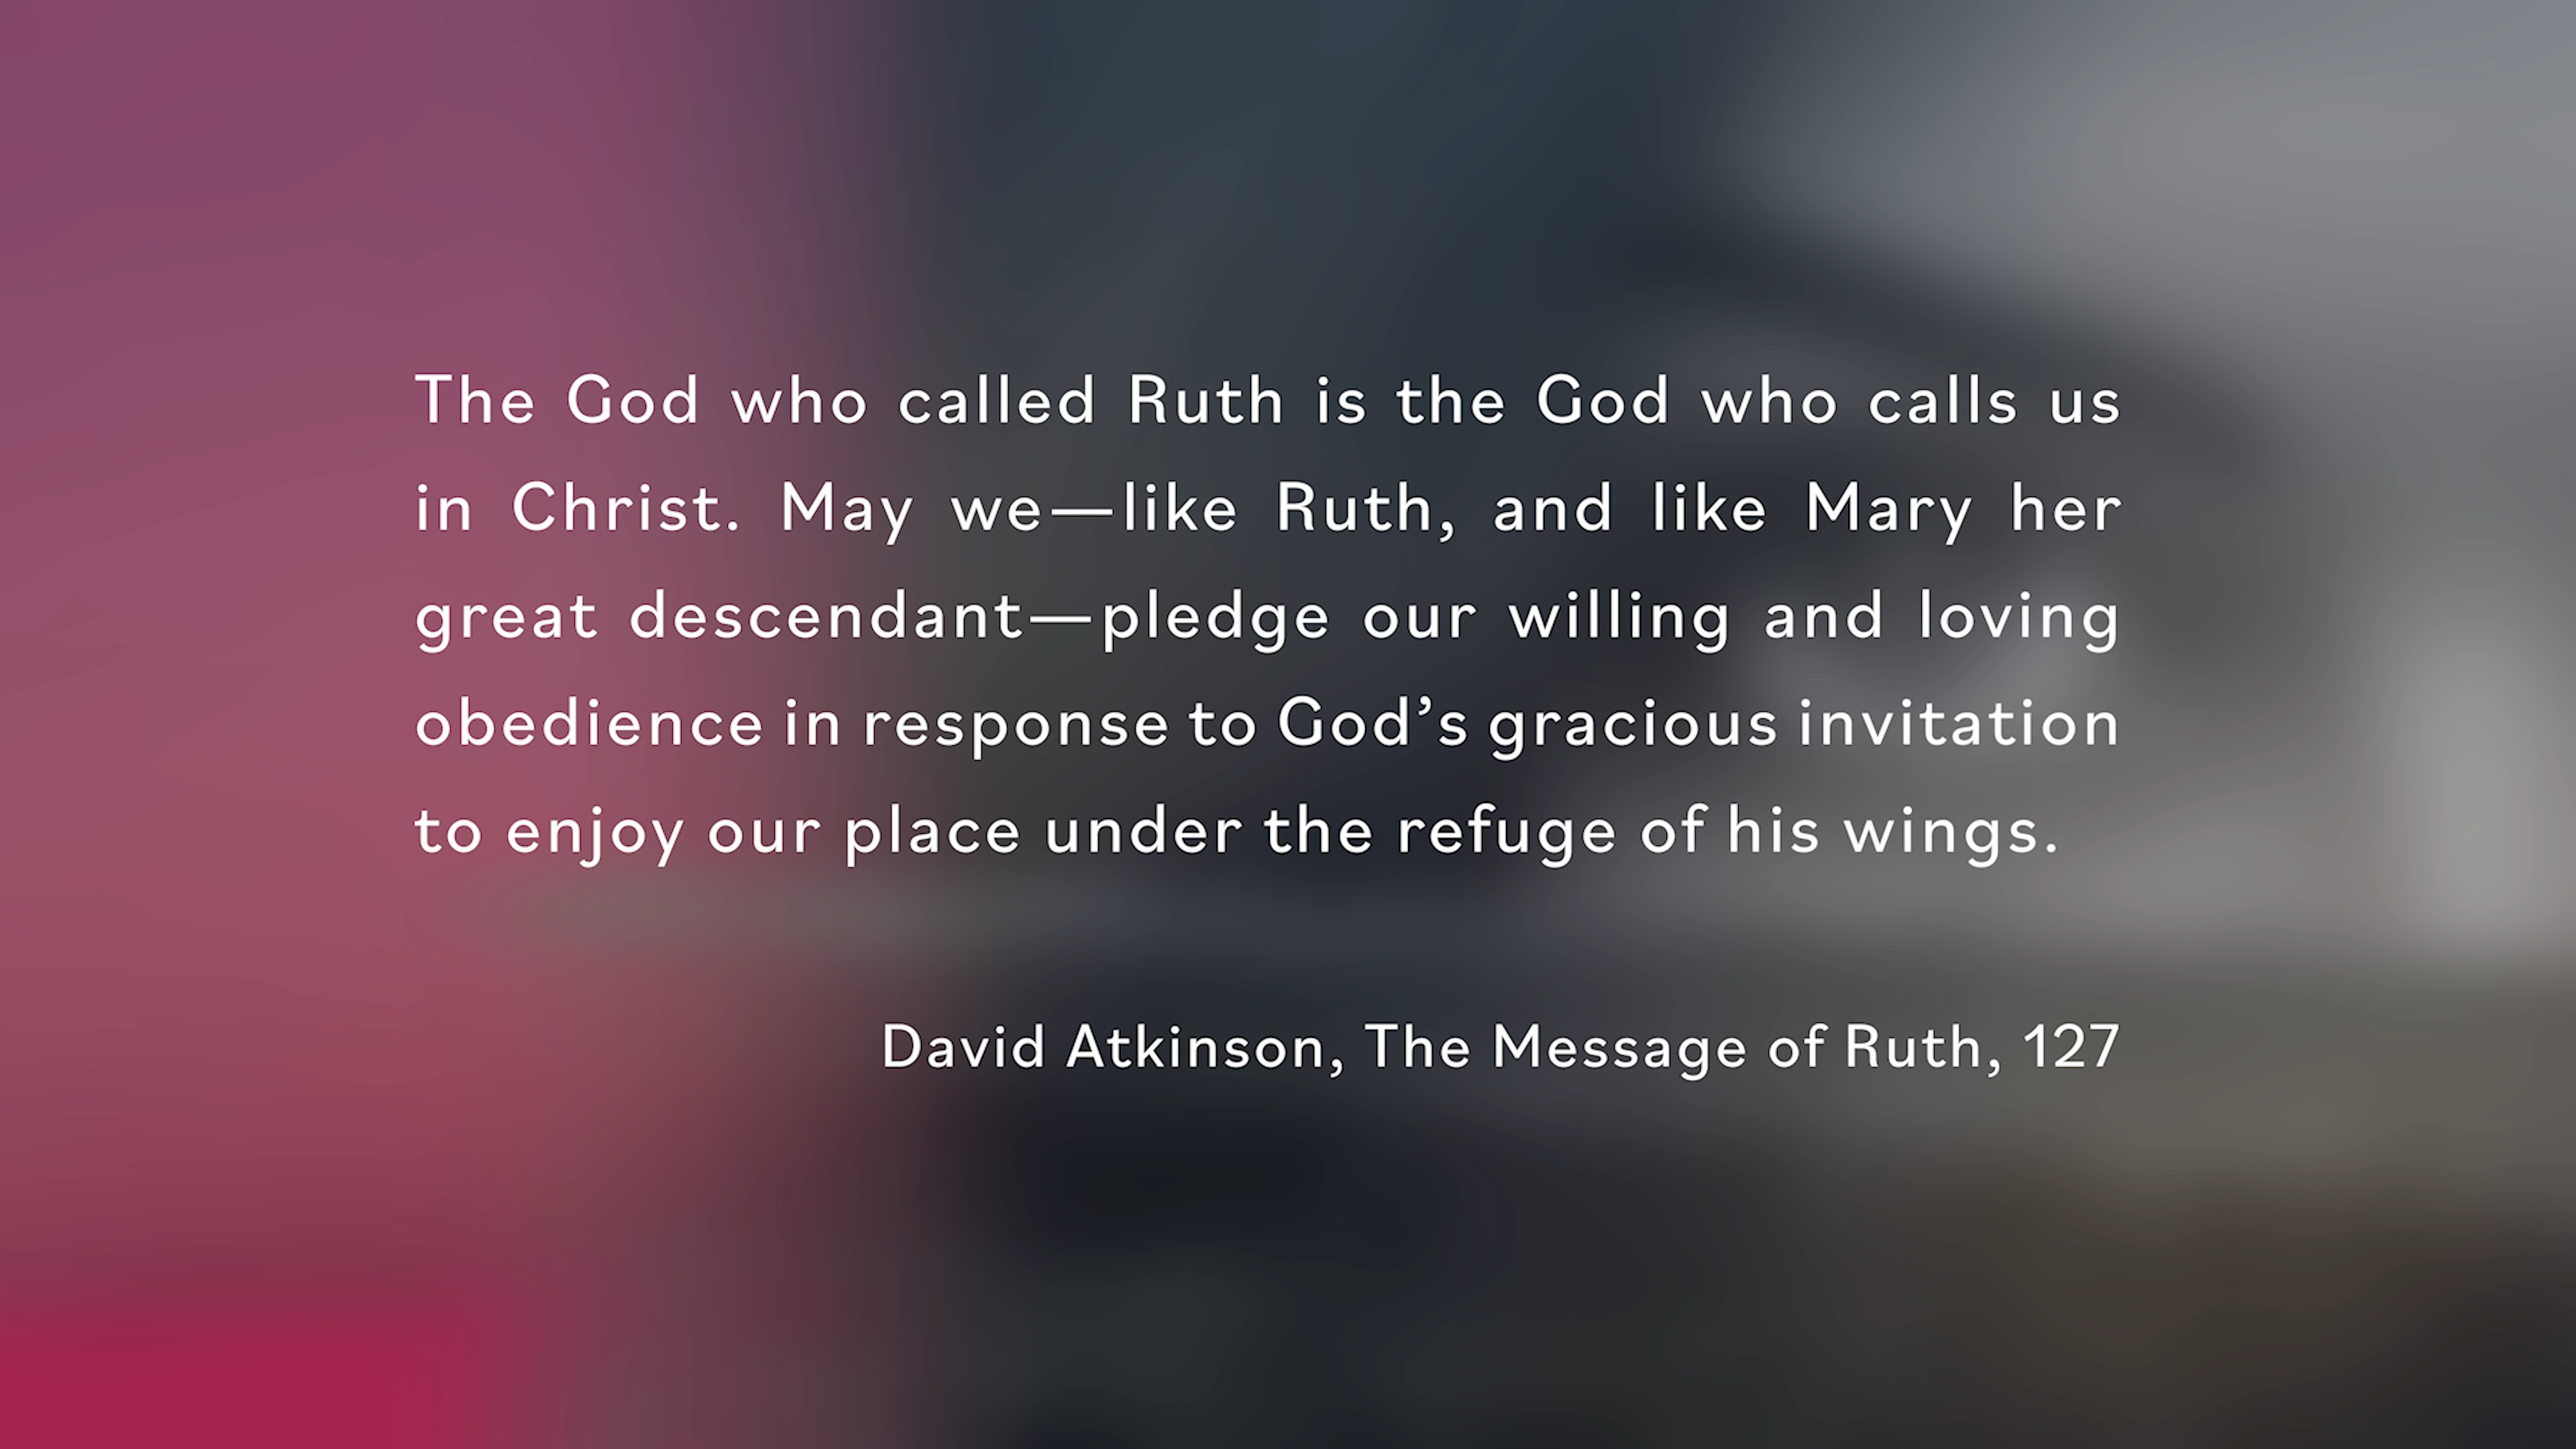 The God who called Ruth is the God who calls us
in Christ. May we—like Ruth, and like Mary her
great descendant—pledge our willing and loving
obedience in response to God’s gracious invitation
to enjoy our place under the refuge of his wings.
David Atkinson, The Message of Ruth, 127